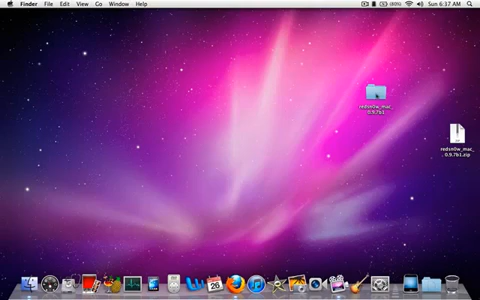 Finder File Edit View Go Window Help (80%) Sun 6:37 AM
redsn0w_mac_
0.9.7b1
redsn0w_mac_
0.9.7b1.zip
26